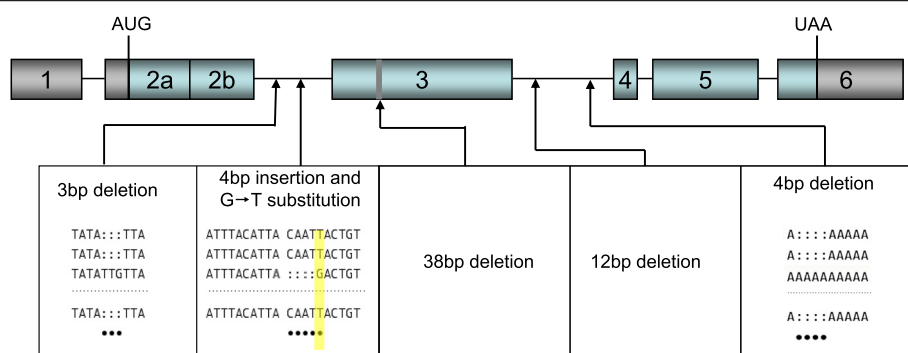 AUG UAA
1 2a 2b 3 4 5 6
3bp deletion
TATA:::TTA
TATA:::TTA
TATATTGTTA
TATA:::TTA
4bp insertion and
G→T substitution
ATTTACATTA CAATTACTGT
ATTTACATTA CAATTACTGT
ATTTACATTA ::::GACTGT
ATTTACATTA CAATTACTGT
38bp deletion
12bp deletion
4bp deletion
A::::AAAAA
A::::AAAAA
AAAAAAAAAA
A::::AAAAA